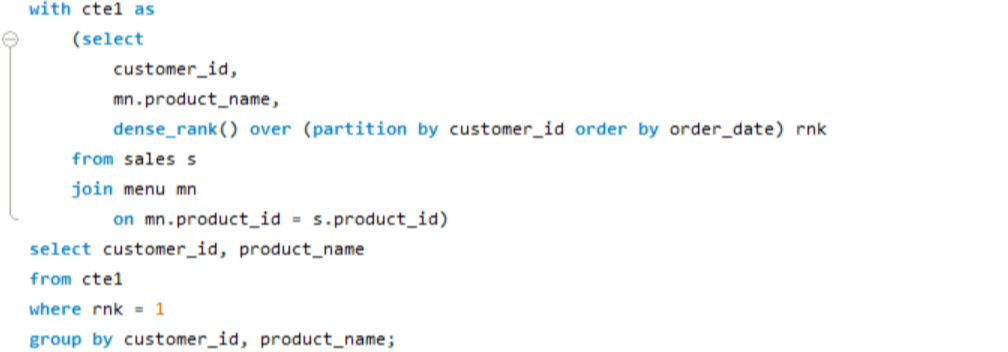 with cte1 as
(select
customer_id,
mn.product_name,
dense_rank() over (partition by customer_id order by order_date) rnk
from sales s
join menu mn
on mn.product_id = s.product_id)
select customer_id, product_name
from cte1
where rnk = 1
group by customer_id, product_name;